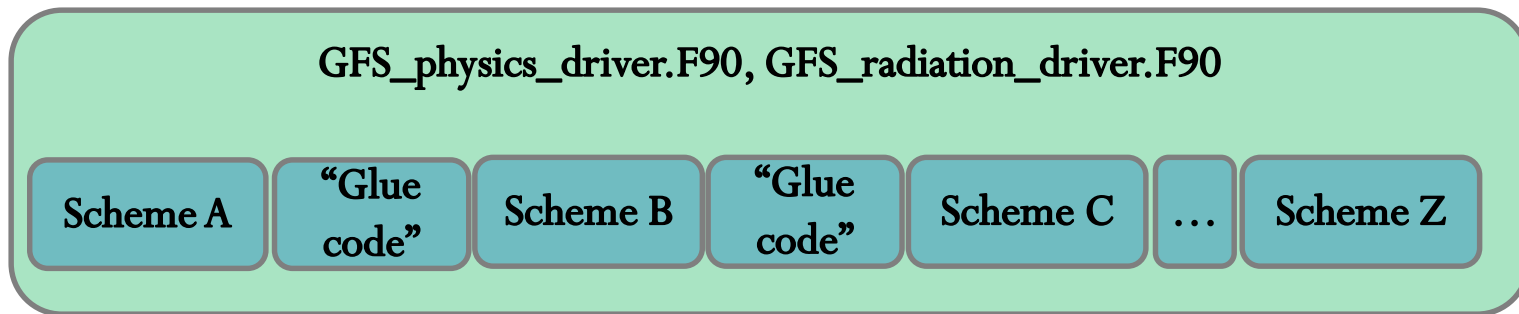 GFS_physics_driver.F90, GFS_radiation_driver.F90
Scheme A
“Glue
code”
Scheme B
“Glue
code”
Scheme C
...
Scheme Z